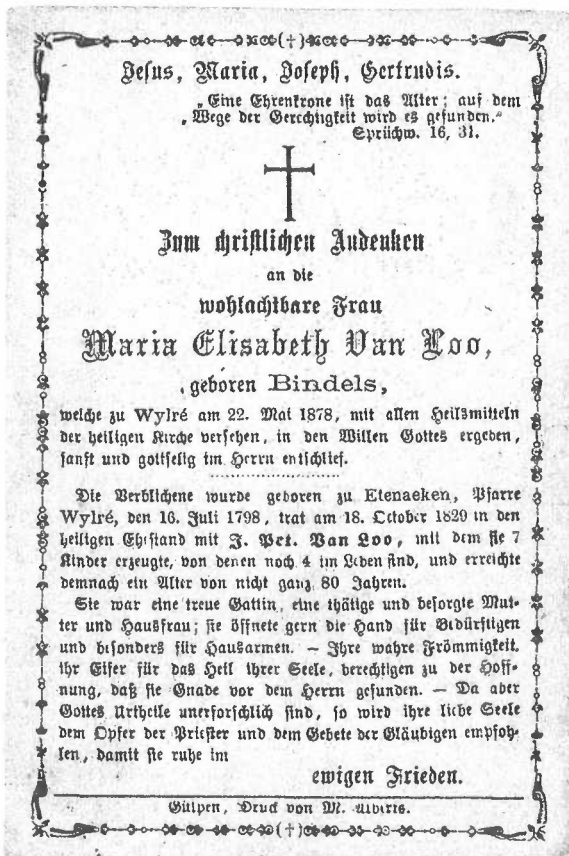 Jesus, Maria, Joseph, Gertrudis.
„Eine Ehrenkrone ist das Alter; auf dem
„Wege der Gerechtigkeit wird es gefunden.“
Sprüchw. 16, 31.
Zum christlichen Andenken
an die
wohlachtbare Frau
Maria Elisabeth Van Loo,
geboren Bindels,
welche zu Wylré am 22. Mai 1878, mit allen Heilsmitteln
der heiligen Kirche versehen, in den Willen Gottes ergeben,
sanft und gottselig im Herrn entschlief.
Die Verblichene wurde geboren zu Etenaeken, Pfarre
Wylré, den 16. Juli 1798, trat am 18. October 1829 in den
heiligen Ehestand mit J. Pet. Van Loo, mit dem sie 7
Kinder erzeugte, von denen noch 4 im Leben sind, und erreichte
demnach ein Alter von nicht ganz 80 Jahren.
Sie war eine treue Gattin, eine thätige und besorgte Mut-
ter und Hausfrau; sie öffnete gern die Hand für Bedürftigen
und besonders für Hausarmen. – Ihre wahre Frömmigkeit,
ihr Eifer für das Heil ihrer Seele, berechtigen zu der Hoff-
nung, daß sie Gnade vor dem Herrn gefunden. – Da aber
Gottes Urtheile unerforschlich sind, so wird ihre liebe Seele
dem Opfer der Priester und dem Gebete der Gläubigen empfoh-
len, damit sie ruhe im
ewigen Frieden.
Gülpen, Druck von M. Alberts.